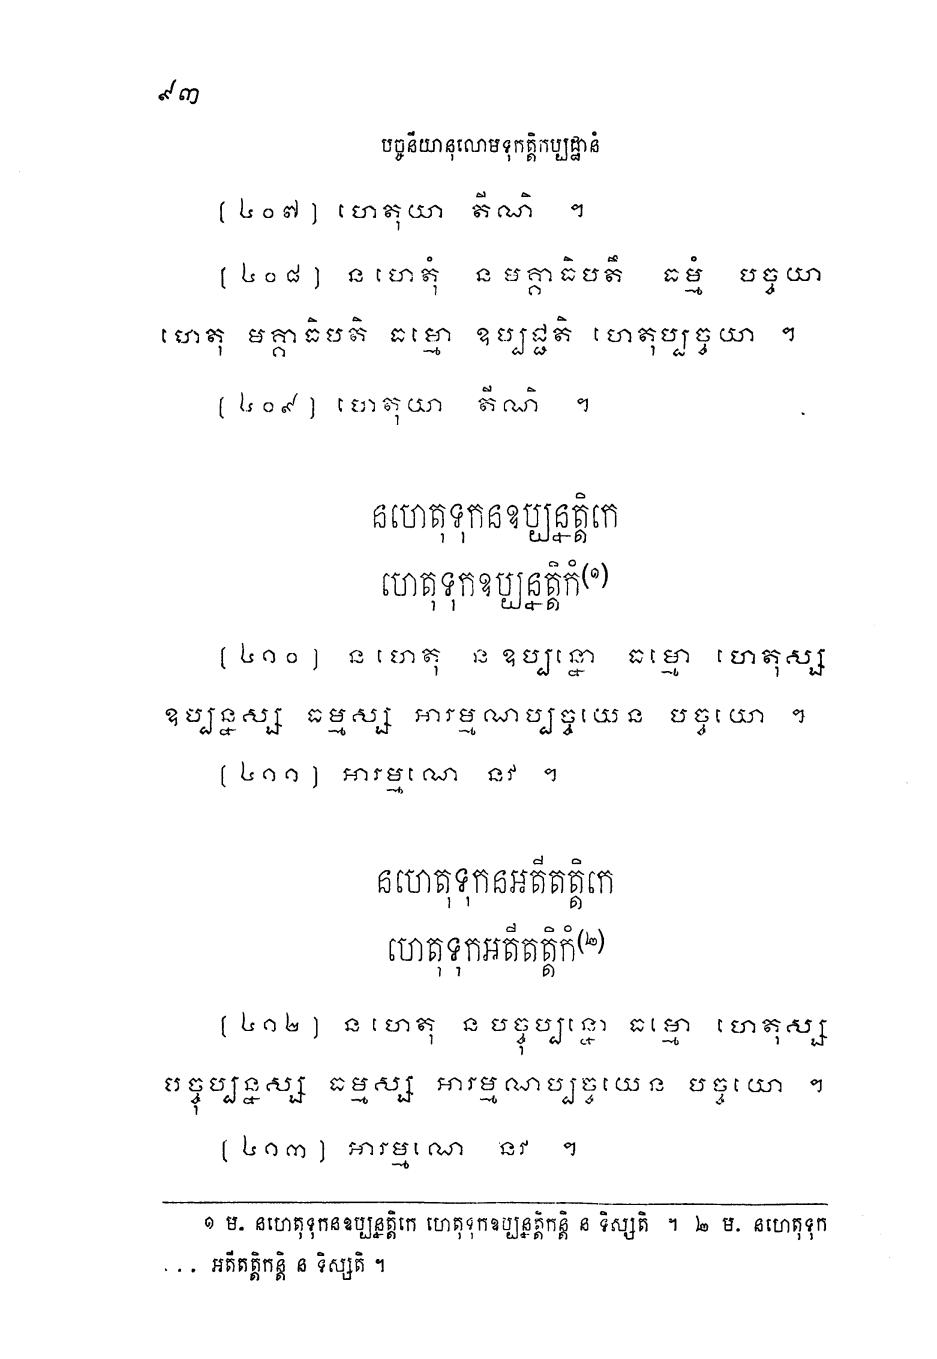 ៩៣
បច្ចនីយានុលោមទុកត្តិកប្បដ្ឋានំ
[៤០៧] ហេតុយា តីណិ ។
[៤០៨] ន ហេតុំ ន មគ្គាធិបតឹ ធម្មំ បច្ចយា
ហេតុ មគ្គាធិបតិ ធម្មោ ឧប្បជ្ជតិ ហេតុប្បច្ចយា ។
[៤០៩] ហេតុយា តីណិ ។
នហេតុទុកនឧប្បន្នត្តិកេ
ហេតុទុកឧប្បន្នត្តិកំ(១)
[៤១០] ន ហេតុ ន ឧប្បន្នោ ធម្មោ ហេតុស្ស
ឧប្បន្នស្ស ធម្មស្ស អារម្មណប្បច្ចយេន បច្ចយោ ។
[៤១១] អារម្មណេ នវ ។
នហេតុទុកនអតីតត្តិកេ
ហេតុទុកអតីតត្តិកំ(២)
[៤១២] ន ហេតុ ន បច្ចុប្បន្នោ ធម្មោ ហេតុស្ស
បច្ចុប្បន្នស្ស ធម្មស្ស អារម្មណប្បច្ចយេន បច្ចយោ ។
[៤១៣] អារម្មណេ នវ ។
១ ម. នហេតុទុកនឧប្បន្នត្តិកេ ហេតុទុកឧប្បន្នត្តិកន្តិ ន ទិស្សតិ ។ ២ ម. នហេតុទុក
... អតីតត្តិកន្តិ ន ទិស្សតិ ។